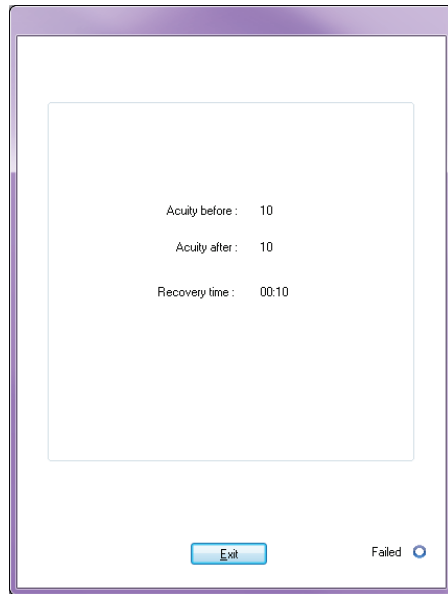 Acuity before : 10
Acuity after : 10
Recovery time : 00:10
Exit Failed